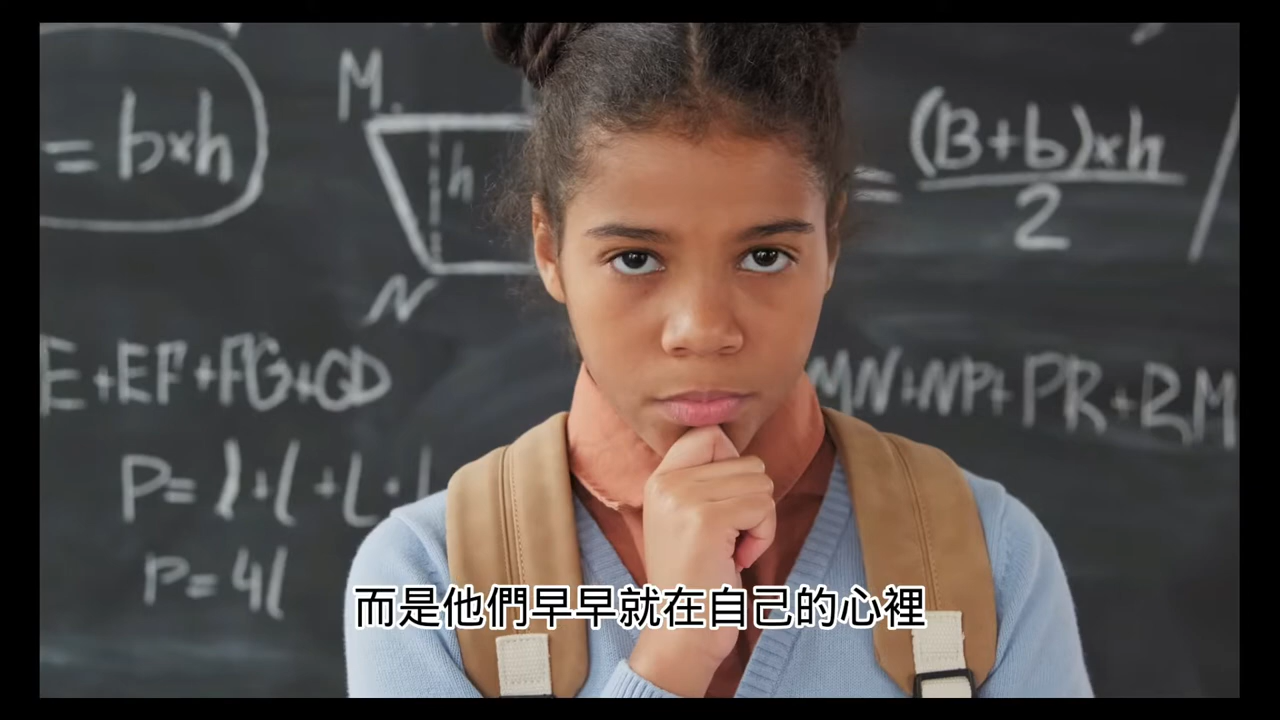 = b×h
M
h
N
= (B+b)×h
2
E+EF+FG+GD
P=l+l+l+l
P=4l
MN+NP+PR+RM
而是他們早早就在自己的心裡